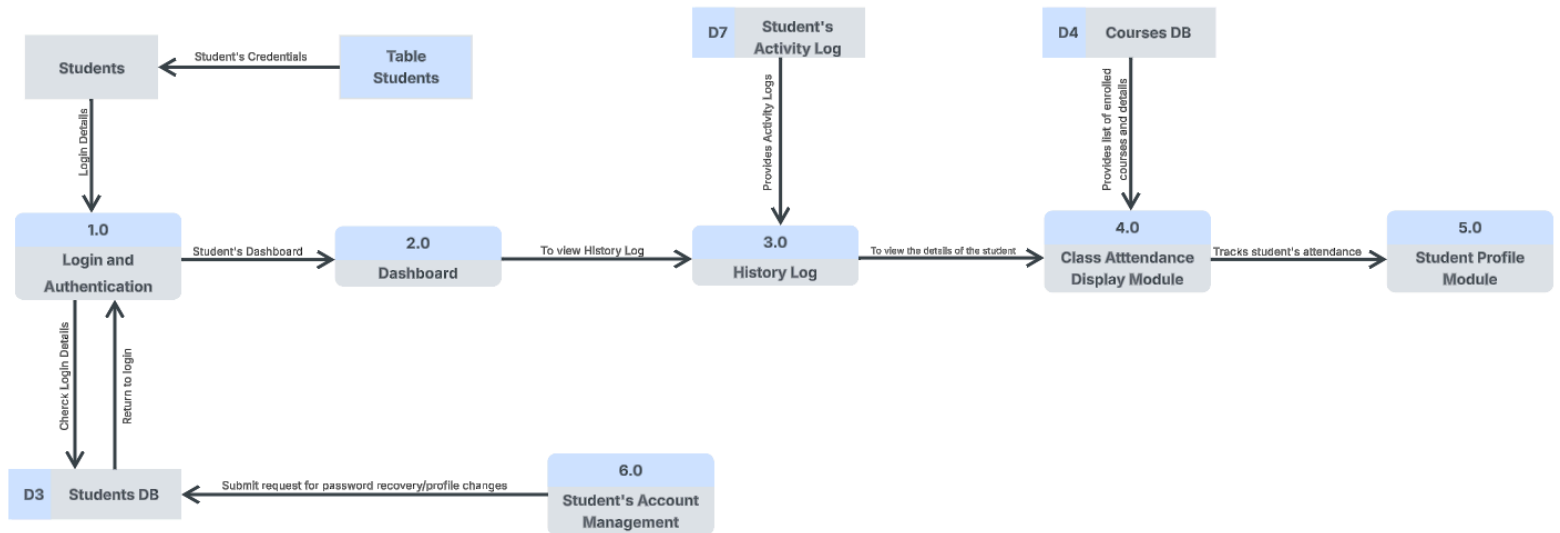 D7
Student's
Activity Log
D4
Courses DB
Students
Student's Credentials
Table
Students
Login Details
Provides Activity Logs
Provides list of enrolled
courses and details
1.0
Login and
Authentication
Student's Dashboard
2.0
Dashboard
To view History Log
3.0
History Log
To view the details of the student
4.0
Class Atttendance
Display Module
Tracks student's attendance
5.0
Student Profile
Module
Cherck Login Details
Return to login
D3
Students DB
Submit request for password recovery/profile changes
6.0
Student's Account
Management